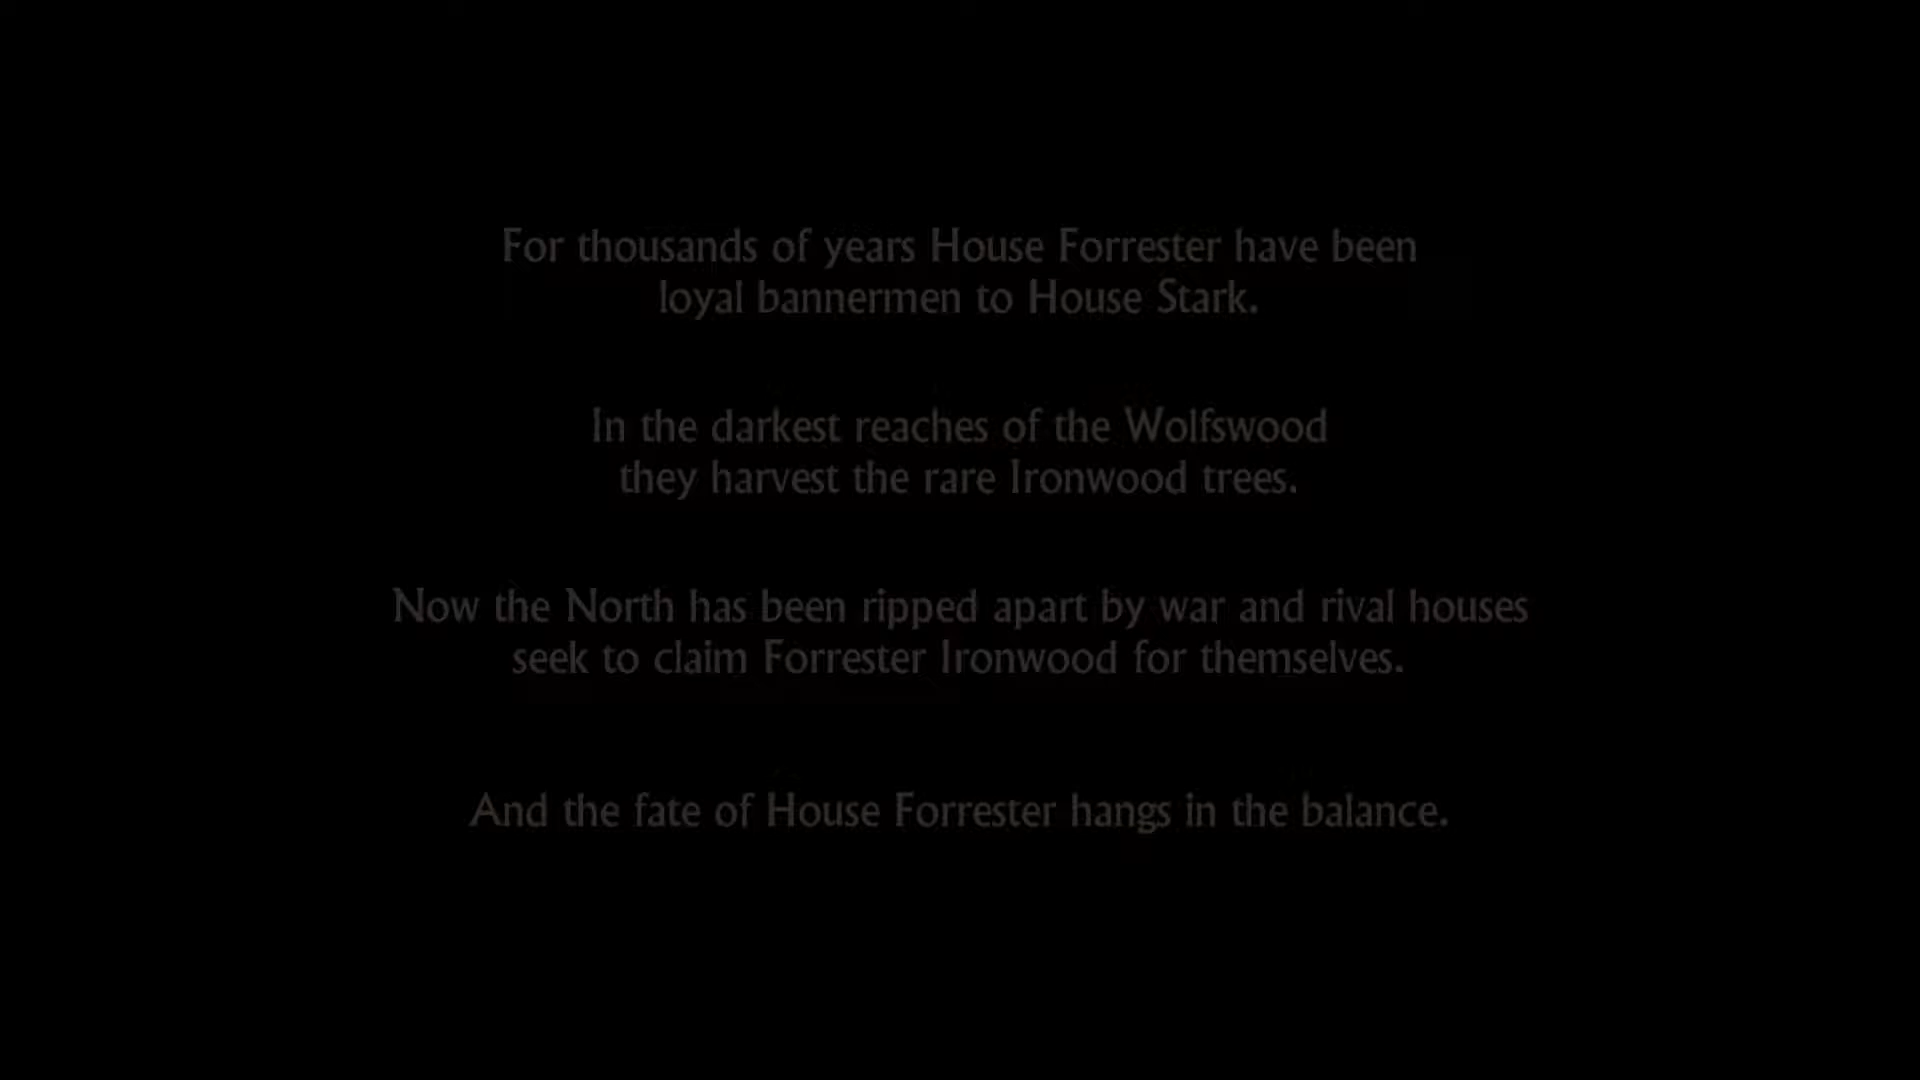 For thousands of years House Forrester have been
loyal bannermen to House Stark.
In the darkest reaches of the Wolfswood
they harvest the rare Ironwood trees.
Now the North has been ripped apart by war and rival houses
seek to claim Forrester Ironwood for themselves.
And the fate of House Forrester hangs in the balance.